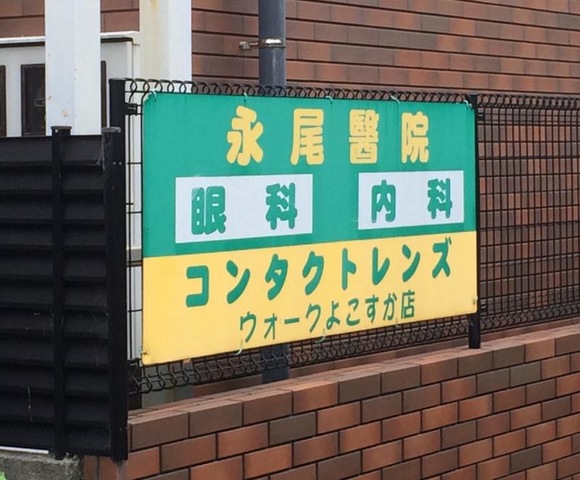 永尾醫院
眼科 内科
コンタクトレンズ
ウォークよこすか店